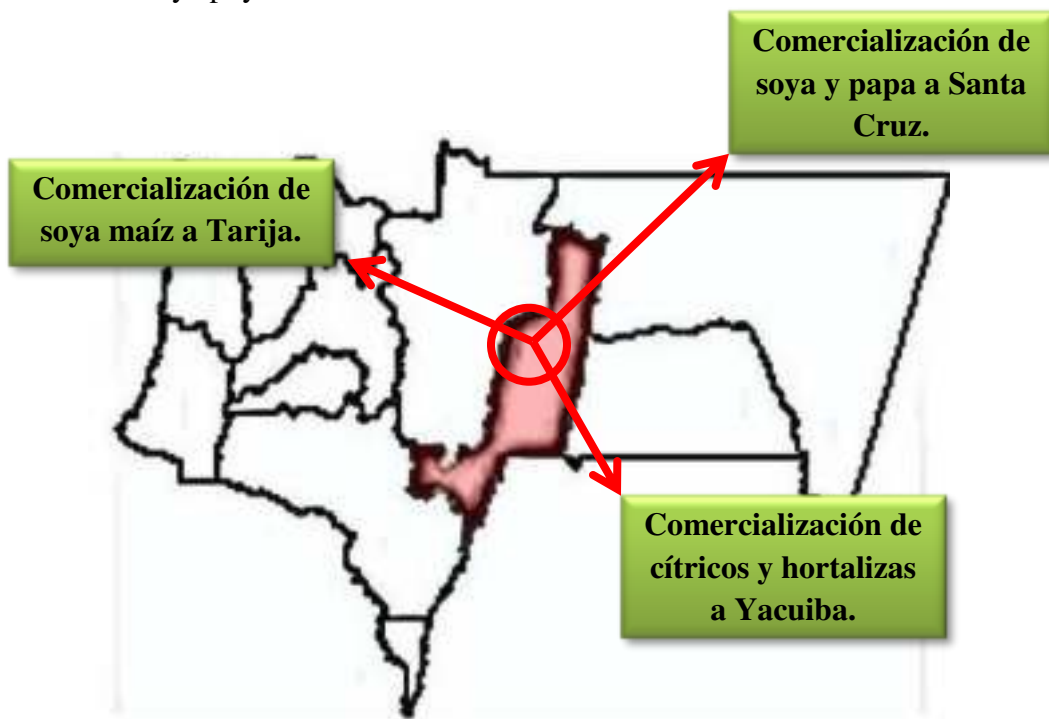 Comercialización de
soya y papa a Santa
Cruz.
Comercialización de
soya maíz a Tarija.
Comercialización de
cítricos y hortalizas
a Yacuiba.